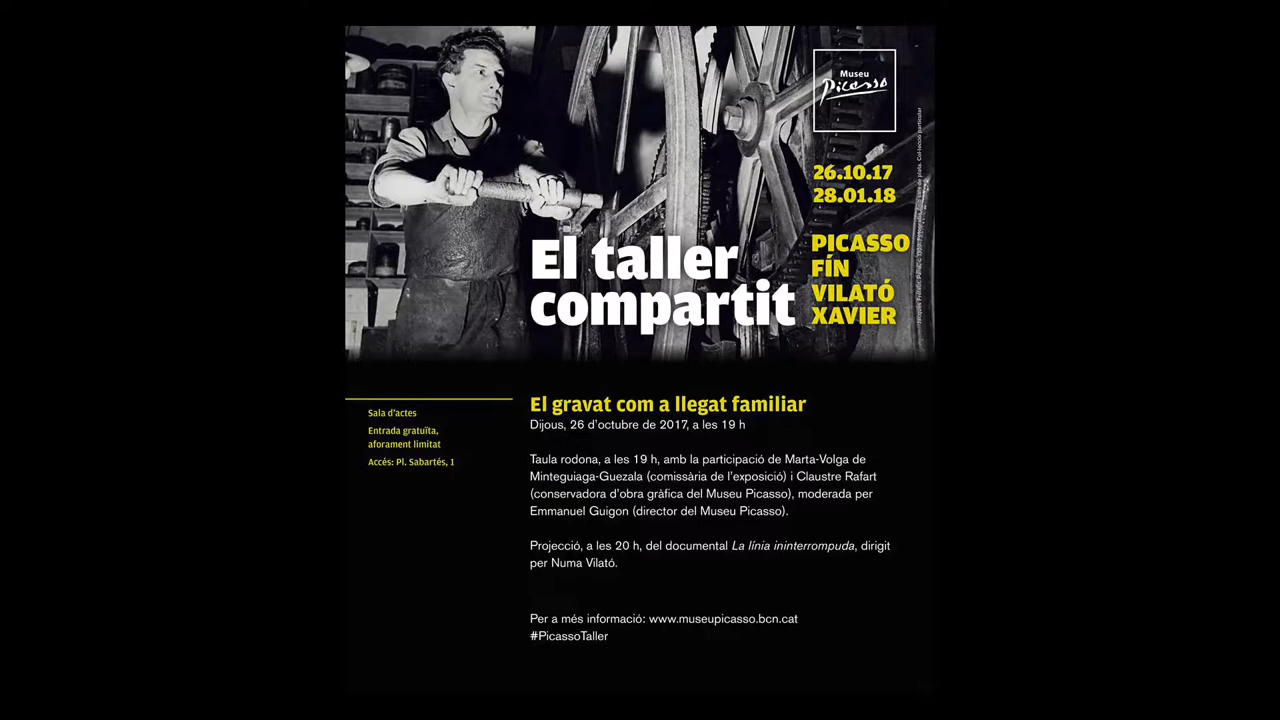 Museu
Picasso
26.10.17
28.01.18
PICASSO
FÍN
VILATÓ
XAVIER
El taller
compartit
Sala d'actes
Entrada gratuïta,
aforament limitat
Accés: Pl. Sabartés, 1
El gravat com a llegat familiar
Dijous, 26 d'octubre de 2017, a les 19 h
Taula rodona, a les 19 h, amb la participació de Marta-Volga de
Minteguiaga-Guezala (comissària de l'exposició) i Claustre Rafart
(conservadora d'obra gràfica del Museu Picasso), moderada per
Emmanuel Guigon (director del Museu Picasso).
Projecció, a les 20 h, del documental La línia ininterrompuda, dirigit
per Numa Vilató.
Per a més informació: www.museupicasso.bcn.cat
#PicassoTaller